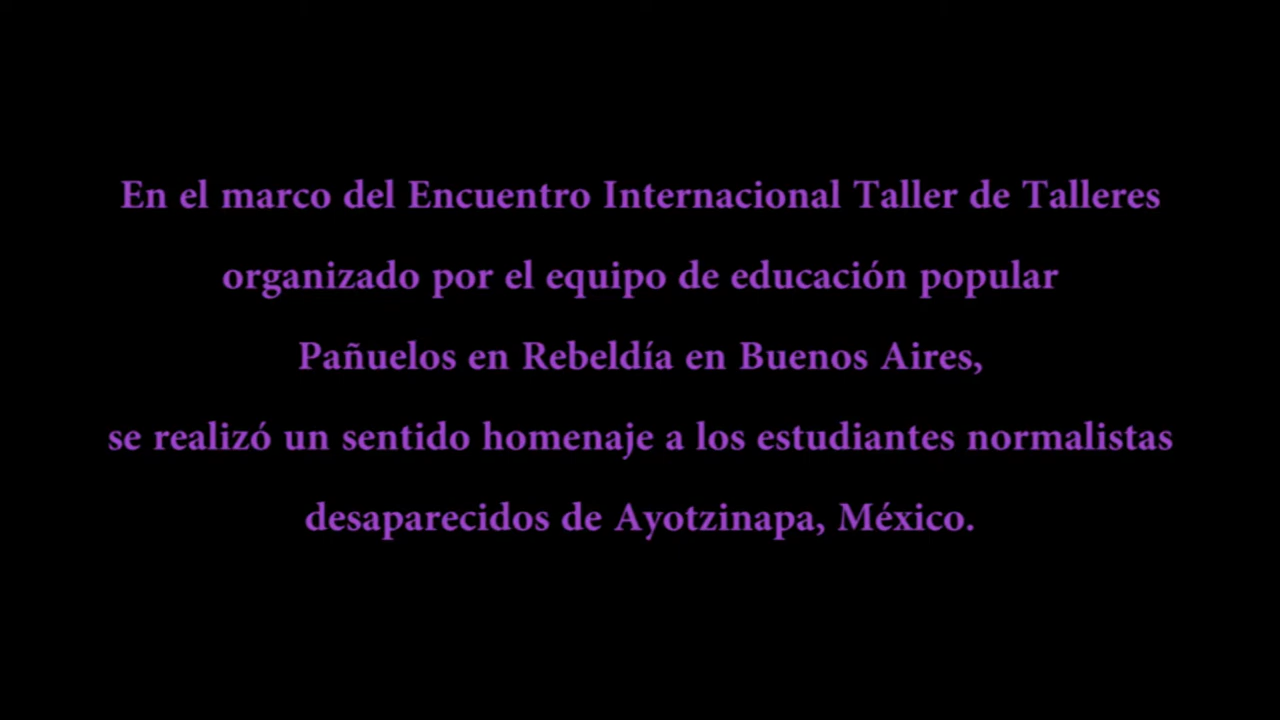 En el marco del Encuentro Internacional Taller de Talleres
organizado por el equipo de educación popular
Pañuelos en Rebeldía en Buenos Aires,
se realizó un sentido homenaje a los estudiantes normalistas
desaparecidos de Ayotzinapa, México.